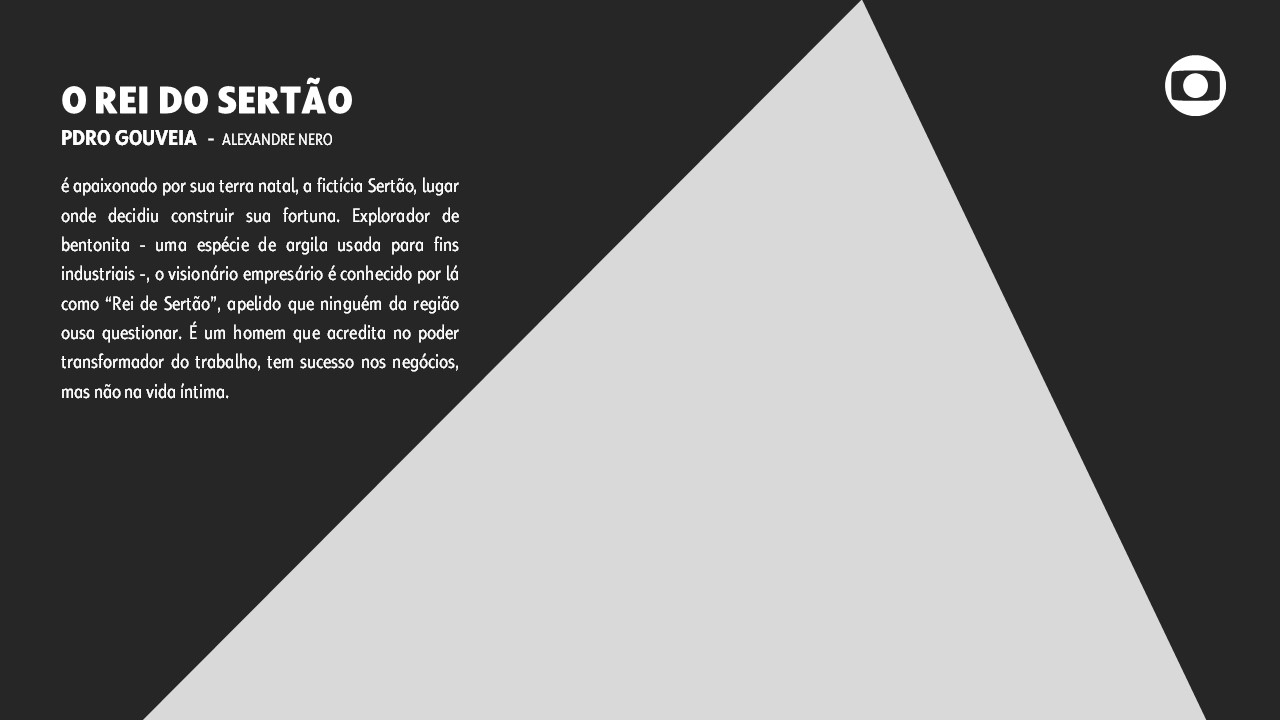 O REI DO SERTÃO
PDRO GOUVEIA - ALEXANDRE NERO
é apaixonado por sua terra natal, a fictícia Sertão, lugar
onde decidiu construir sua fortuna. Explorador de
bentonita - uma espécie de argila usada para fins
industriais -, o visionário empresário é conhecido por lá
como “Rei de Sertão”, apelido que ninguém da região
ousa questionar. É um homem que acredita no poder
transformador do trabalho, tem sucesso nos negócios,
mas não na vida íntima.